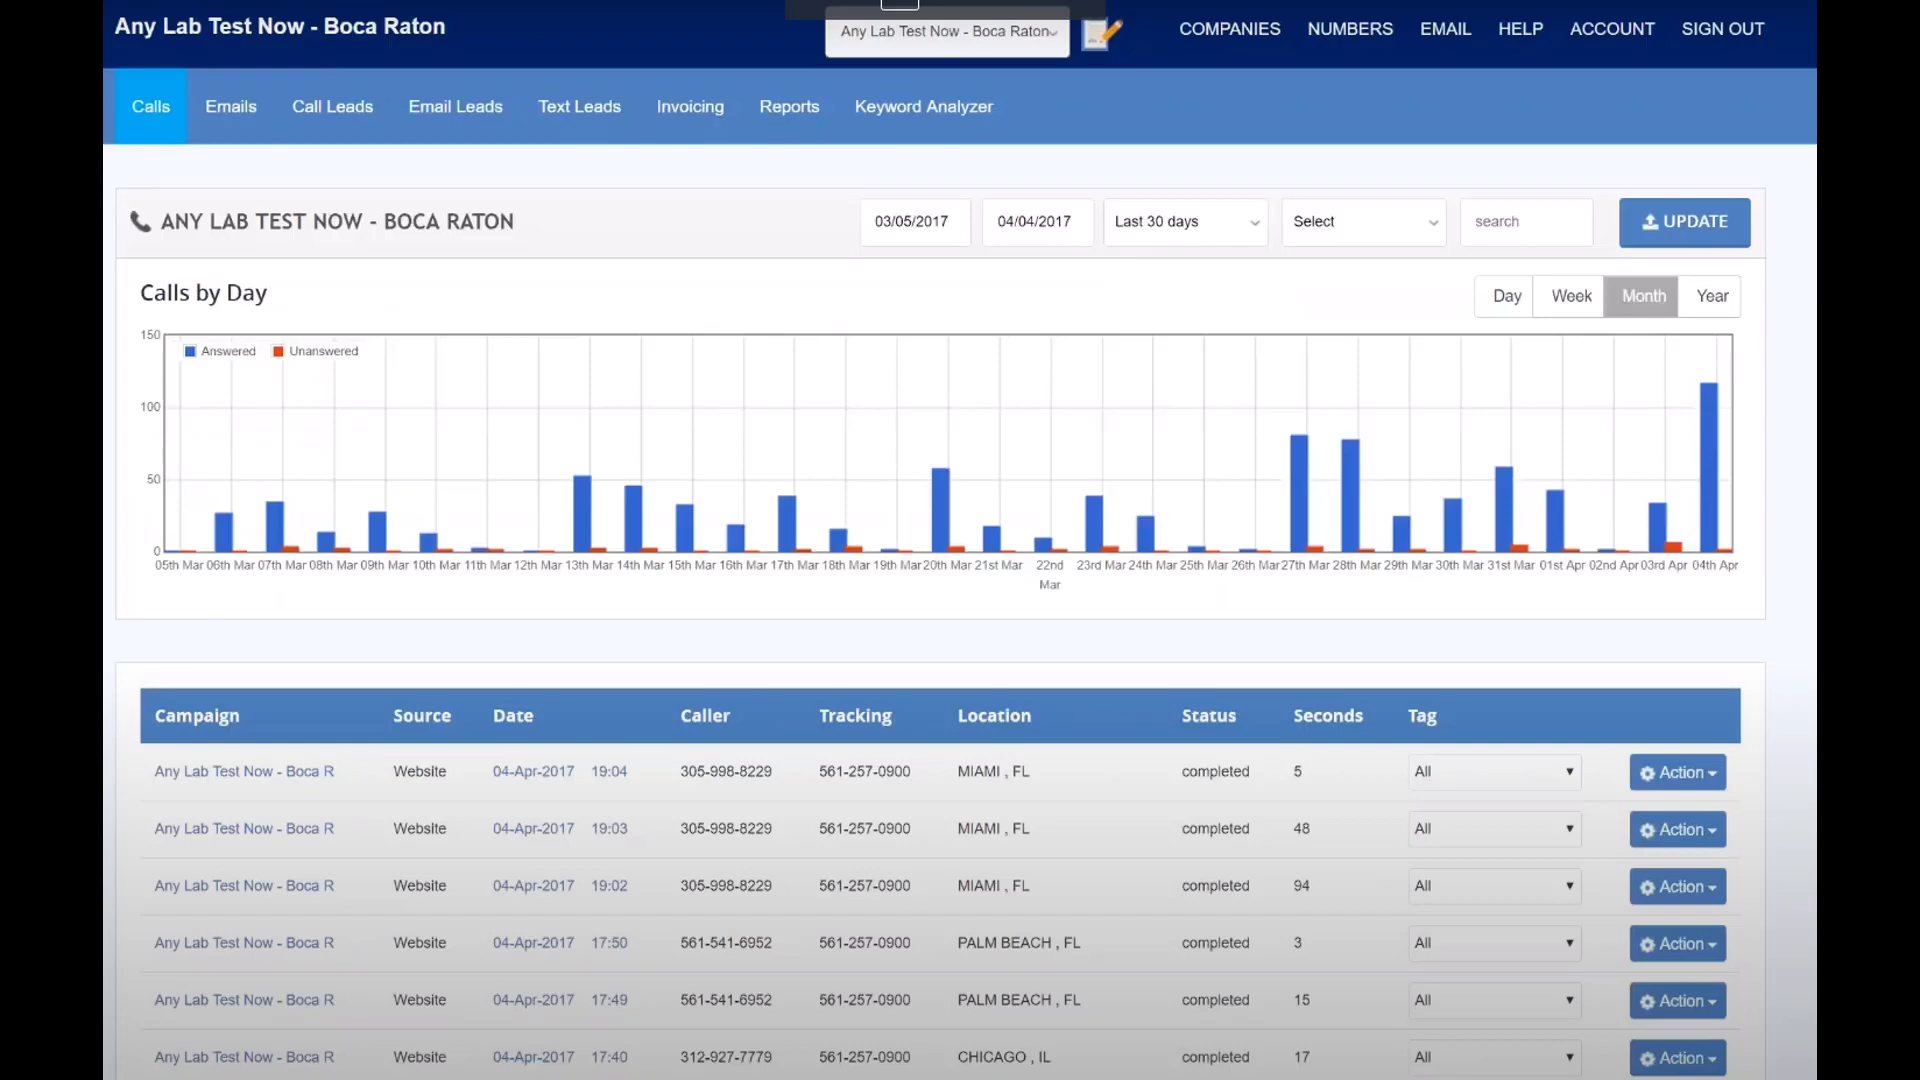 Any Lab Test Now - Boca Raton
Any Lab Test Now - Boca Raton
COMPANIES NUMBERS EMAIL HELP ACCOUNT SIGN OUT
Calls Emails Call Leads Email Leads Text Leads Invoicing Reports Keyword Analyzer
ANY LAB TEST NOW - BOCA RATON
03/05/2017 04/04/2017 Last 30 days Select search UPDATE
Calls by Day
Day Week Month Year
150
Answered Unanswered
100
50
0
05th Mar 06th Mar 07th Mar 08th Mar 09th Mar 10th Mar 11th Mar 12th Mar 13th Mar 14th Mar 15th Mar 16th Mar 17th Mar 18th Mar 19th Mar 20th Mar 21st Mar 22nd Mar 23rd Mar 24th Mar 25th Mar 26th Mar 27th Mar 28th Mar 29th Mar 30th Mar 31st Mar 01st Apr 02nd Apr 03rd Apr 04th Apr
Campaign Source Date Caller Tracking Location Status Seconds Tag
Any Lab Test Now - Boca R Website 04-Apr-2017 19:04 305-998-8229 561-257-0900 MIAMI , FL completed 5 All Action
Any Lab Test Now - Boca R Website 04-Apr-2017 19:03 305-998-8229 561-257-0900 MIAMI , FL completed 48 All Action
Any Lab Test Now - Boca R Website 04-Apr-2017 19:02 305-998-8229 561-257-0900 MIAMI , FL completed 94 All Action
Any Lab Test Now - Boca R Website 04-Apr-2017 17:50 561-541-6952 561-257-0900 PALM BEACH , FL completed 3 All Action
Any Lab Test Now - Boca R Website 04-Apr-2017 17:49 561-541-6952 561-257-0900 PALM BEACH , FL completed 15 All Action
Any Lab Test Now - Boca R Website 04-Apr-2017 17:40 312-927-7779 561-257-0900 CHICAGO , IL completed 17 All Action